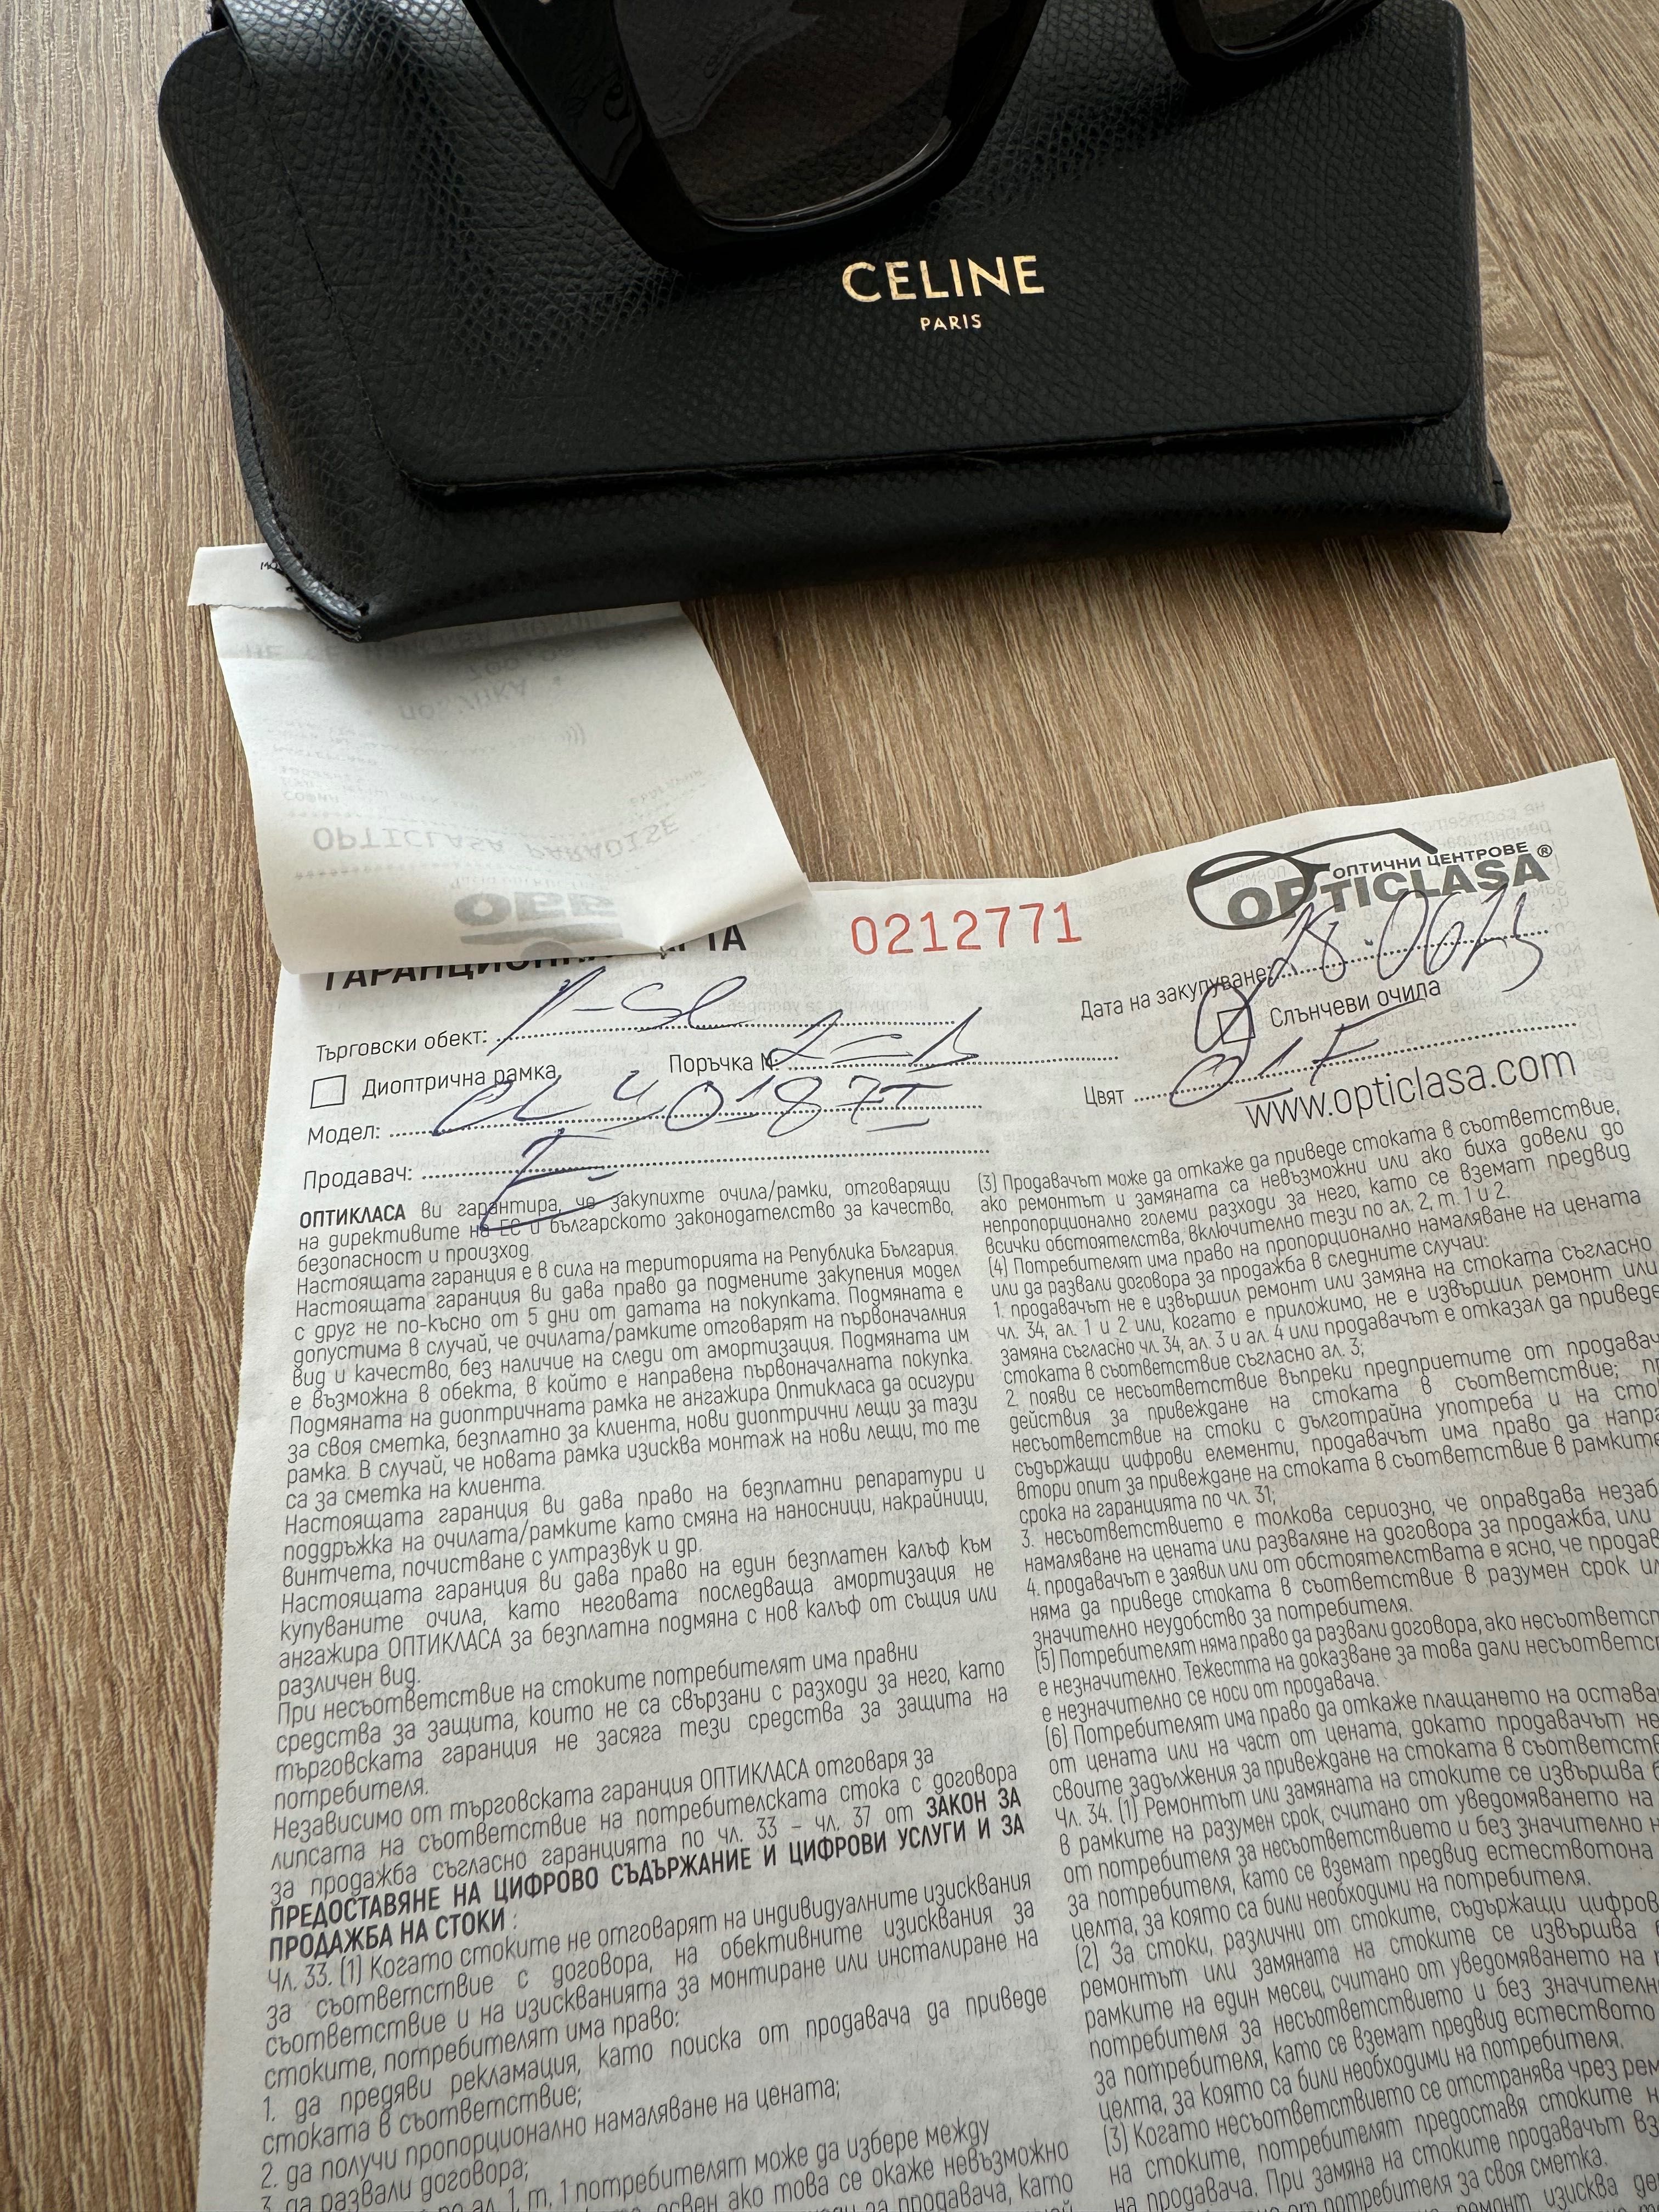 CELINE
PARIS
OPTICLASA PARADISE
ПОКУПКА
ОББ
ГАРАНЦИОННА КАРТА
0212771
ОПТИЧНИ ЦЕНТРОВЕ
OPTICLASA®
Дата на закупуване:
Търговски обект:
Слънчеви очила
Диоптрична рамка
Поръчка №:
Модел: CL40187I
Цвят 01F
www.opticlasa.com
Продавач:
ОПТИКЛАСА ви гарантира, че закупихте очила/рамки, отговарящи
на директивите на ЕС и българското законодателство за качество,
безопасност и произход.
Настоящата гаранция е в сила на територията на Република България.
Настоящата гаранция ви дава право да подмените закупения модел
с друг не по-късно от 5 дни от датата на покупката. Подмяната е
допустима в случай, че очилата/рамките отговарят на първоначалния
вид и качество, без наличие на следи от амортизация. Подмяната им
е възможна в обекта, в който е направена първоначалната покупка.
Подмяната на диоптричната рамка не ангажира Оптикласа да осигури
за своя сметка, безплатно за клиента, нови диоптрични лещи за тази
рамка. В случай, че новата рамка изисква монтаж на нови лещи, то те
са за сметка на клиента.
Настоящата гаранция ви дава право на безплатни репаратури и
поддръжка на очилата/рамките като смяна на наносници, накрайници,
винтчета, почистване с ултразвук и др.
Настоящата гаранция ви дава право на един безплатен калъф към
купуваните очила, като неговата последваща амортизация не
ангажира ОПТИКЛАСА за безплатна подмяна с нов калъф от същия или
различен вид.
При несъответствие на стоките потребителят има правни
средства за защита, които не са свързани с разходи за него, като
търговската гаранция не засяга тези средства за защита на
потребителя.
Независимо от търговската гаранция ОПТИКЛАСА отговаря за
липсата на съответствие на потребителската стока с договора
за продажба съгласно гаранцията по чл. 33 – чл. 37 от ЗАКОН ЗА
ПРЕДОСТАВЯНЕ НА ЦИФРОВО СЪДЪРЖАНИЕ И ЦИФРОВИ УСЛУГИ И ЗА
ПРОДАЖБА НА СТОКИ :
Чл. 33. (1) Когато стоките не отговарят на индивидуалните изисквания
за съответствие с договора, на обективните изисквания за
съответствие и на изискванията за монтиране или инсталиране на
стоките, потребителят има право:
1. да предяви рекламация, като поиска от продавача да приведе
стоката в съответствие;
2. да получи пропорционално намаляване на цената;
3. да развали договора;
по ал. 1, т. 1 потребителят може да избере между
освен ако това се окаже невъзможно
за продавача, като
(3) Продавачът може да откаже да приведе стоката в съответствие,
ако ремонтът и замяната са невъзможни или ако биха довели до
непропорционално големи разходи за него, като се вземат предвид
всички обстоятелства, включително тези по ал. 2, т. 1 и 2.
(4) Потребителят има право на пропорционално намаляване на цената
или да развали договора за продажба в следните случаи:
1. продавачът не е извършил ремонт или замяна на стоката съгласно
чл. 34, ал. 1 и 2 или, когато е приложимо, не е извършил ремонт или
замяна съгласно чл. 34, ал. 3 и ал. 4 или продавачът е отказал да приведе
стоката в съответствие съгласно ал. 3;
2. появи се несъответствие въпреки предприетите от
действия за привеждане на стоката в съответствие;
несъответствие на стоки с дълготрайна употреба и на
съдържащи цифрови елементи, продавачът има право да
втори опит за привеждане на стоката в съответствие в рамките
срока на гаранцията по чл. 31;
3. несъответствието е толкова сериозно, че оправдава
намаляване на цената или разваляне на договора за продажба, или
4. продавачът е заявил или от обстоятелствата е ясно, че
няма да приведе стоката в съответствие в разумен срок
значително неудобство за потребителя.
(5) Потребителят няма право да развали договора, ако
е незначително. Тежестта на доказване за това дали
е незначително се носи от продавача.
(6) Потребителят има право да откаже плащането на
от цената или на част от цената, докато продавачът не
своите задължения за привеждане на стоката в
Чл. 34. (1) Ремонтът или замяната на стоките се извършва
в рамките на разумен срок, считано от уведомяването на
от потребителя за несъответствието и без значително
за потребителя, като се вземат предвид естеството на
целта, за която са били необходими на потребителя.
(2) За стоки, различни от стоките, съдържащи
ремонтът или замяната на стоките се извършва
рамките на един месец, считано от уведомяването на
потребителя за несъответствието и без
за потребителя, като се вземат предвид естеството
целта, за която са били необходими на потребителя.
(3) Когато несъответствието се отстранява чрез
на стоките, потребителят предоставя стоките
на продавача. При замяна на стоките продавачът
от потребителя за своя сметка.
ремонт изисква